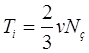 T_i = \frac{2}{3} v N_ς